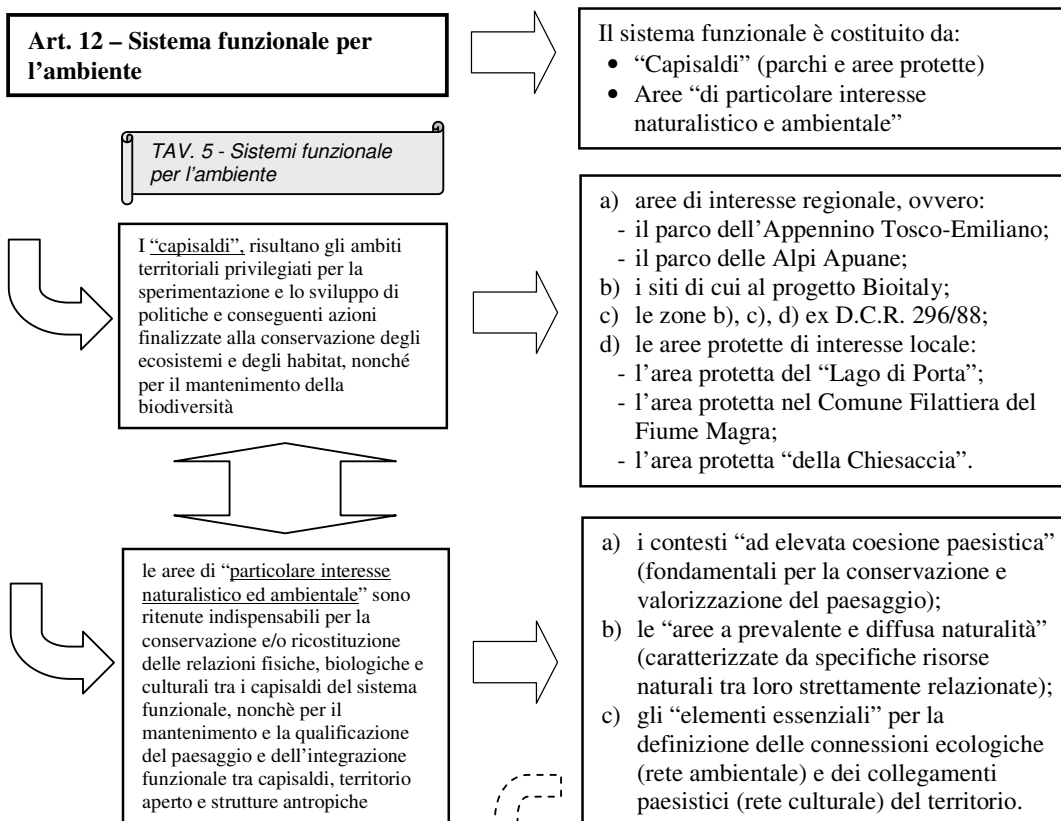 Art. 12 – Sistema funzionale per
l’ambiente
Il sistema funzionale è costituito da:
• “Capisaldi” (parchi e aree protette)
• Aree “di particolare interesse
naturalistico e ambientale”
TAV. 5 - Sistemi funzionale
per l’ambiente
I “capisaldi”, risultano gli ambiti
territoriali privilegiati per la
sperimentazione e lo sviluppo di
politiche e conseguenti azioni
finalizzate alla conservazione degli
ecosistemi e degli habitat, nonché
per il mantenimento della
biodiversità
a) aree di interesse regionale, ovvero:
- il parco dell’Appennino Tosco-Emiliano;
- il parco delle Alpi Apuane;
b) i siti di cui al progetto Bioitaly;
c) le zone b), c), d) ex D.C.R. 296/88;
d) le aree protette di interesse locale:
- l’area protetta del “Lago di Porta”;
- l’area protetta nel Comune Filattiera del
Fiume Magra;
- l’area protetta “della Chiesaccia”.
le aree di “particolare interesse
naturalistico ed ambientale” sono
ritenute indispensabili per la
conservazione e/o ricostituzione
delle relazioni fisiche, biologiche e
culturali tra i capisaldi del sistema
funzionale, nonchè per il
mantenimento e la qualificazione
del paesaggio e dell’integrazione
funzionale tra capisaldi, territorio
aperto e strutture antropiche
a) i contesti “ad elevata coesione paesistica”
(fondamentali per la conservazione e
valorizzazione del paesaggio);
b) le “aree a prevalente e diffusa naturalità”
(caratterizzate da specifiche risorse
naturali tra loro strettamente relazionate);
c) gli “elementi essenziali” per la
definizione delle connessioni ecologiche
(rete ambientale) e dei collegamenti
paesistici (rete culturale) del territorio.